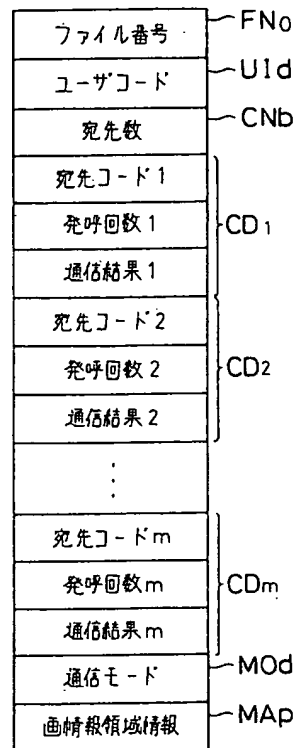 ファイル番号 FNo
ユーザコード UId
宛先数 CNb
宛先コード1
発呼回数1 CD1
通信結果1
宛先コード2
発呼回数2 CD2
通信結果2
⋮
宛先コードm
発呼回数m CDm
通信結果m
通信モード MOd
画情報領域情報 MAp